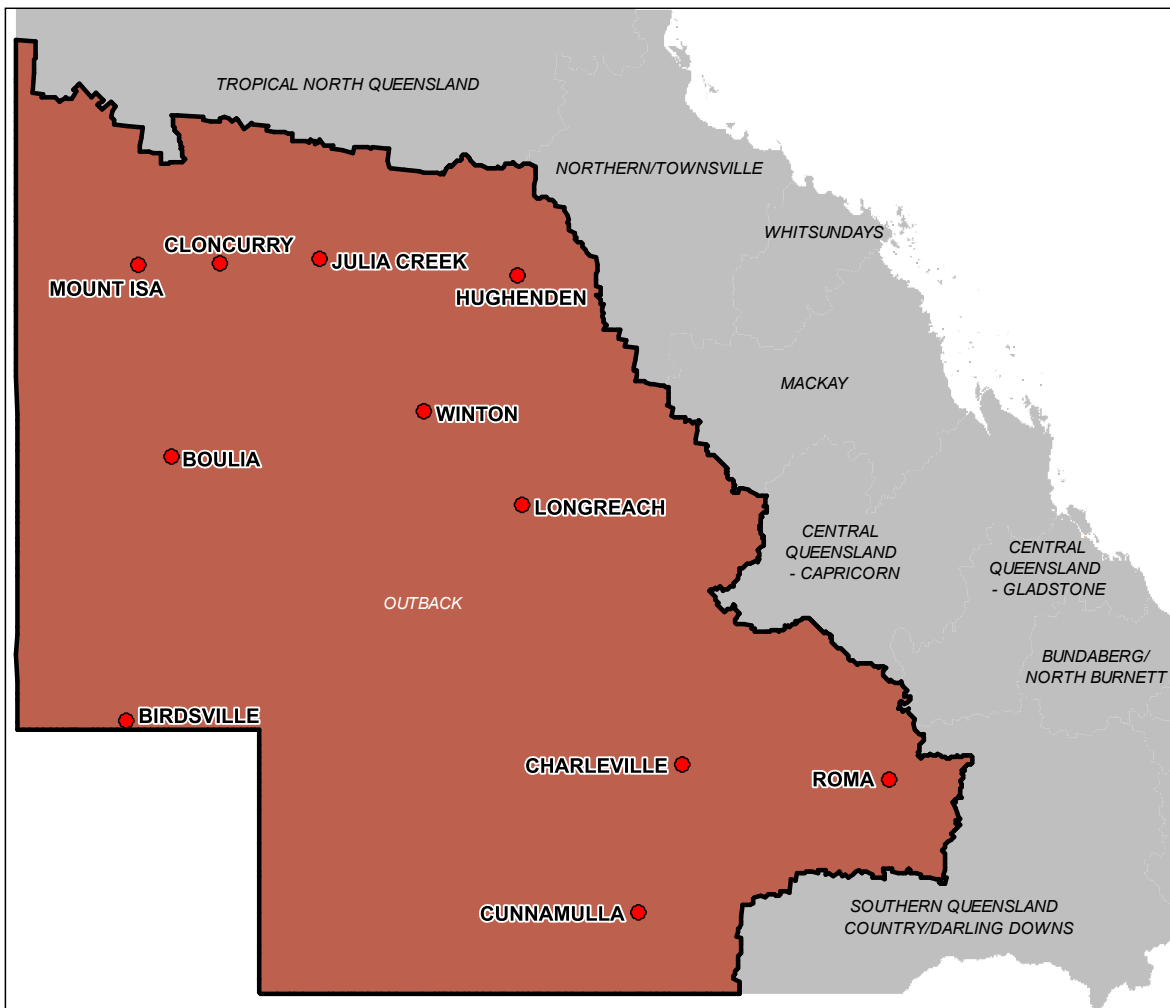 TROPICAL NORTH QUEENSLAND
NORTHERN/TOWNSVILLE
WHITSUNDAYS
CLONCURRY
JULIA CREEK
MOUNT ISA
HUGHENDEN
MACKAY
WINTON
BOULIA
LONGREACH
CENTRAL
QUEENSLAND
- CAPRICORN
CENTRAL
QUEENSLAND
- GLADSTONE
OUTBACK
BUNDABERG/
NORTH BURNETT
BIRDSVILLE
CHARLEVILLE
ROMA
CUNNAMULLA
SOUTHERN QUEENSLAND
COUNTRY/DARLING DOWNS